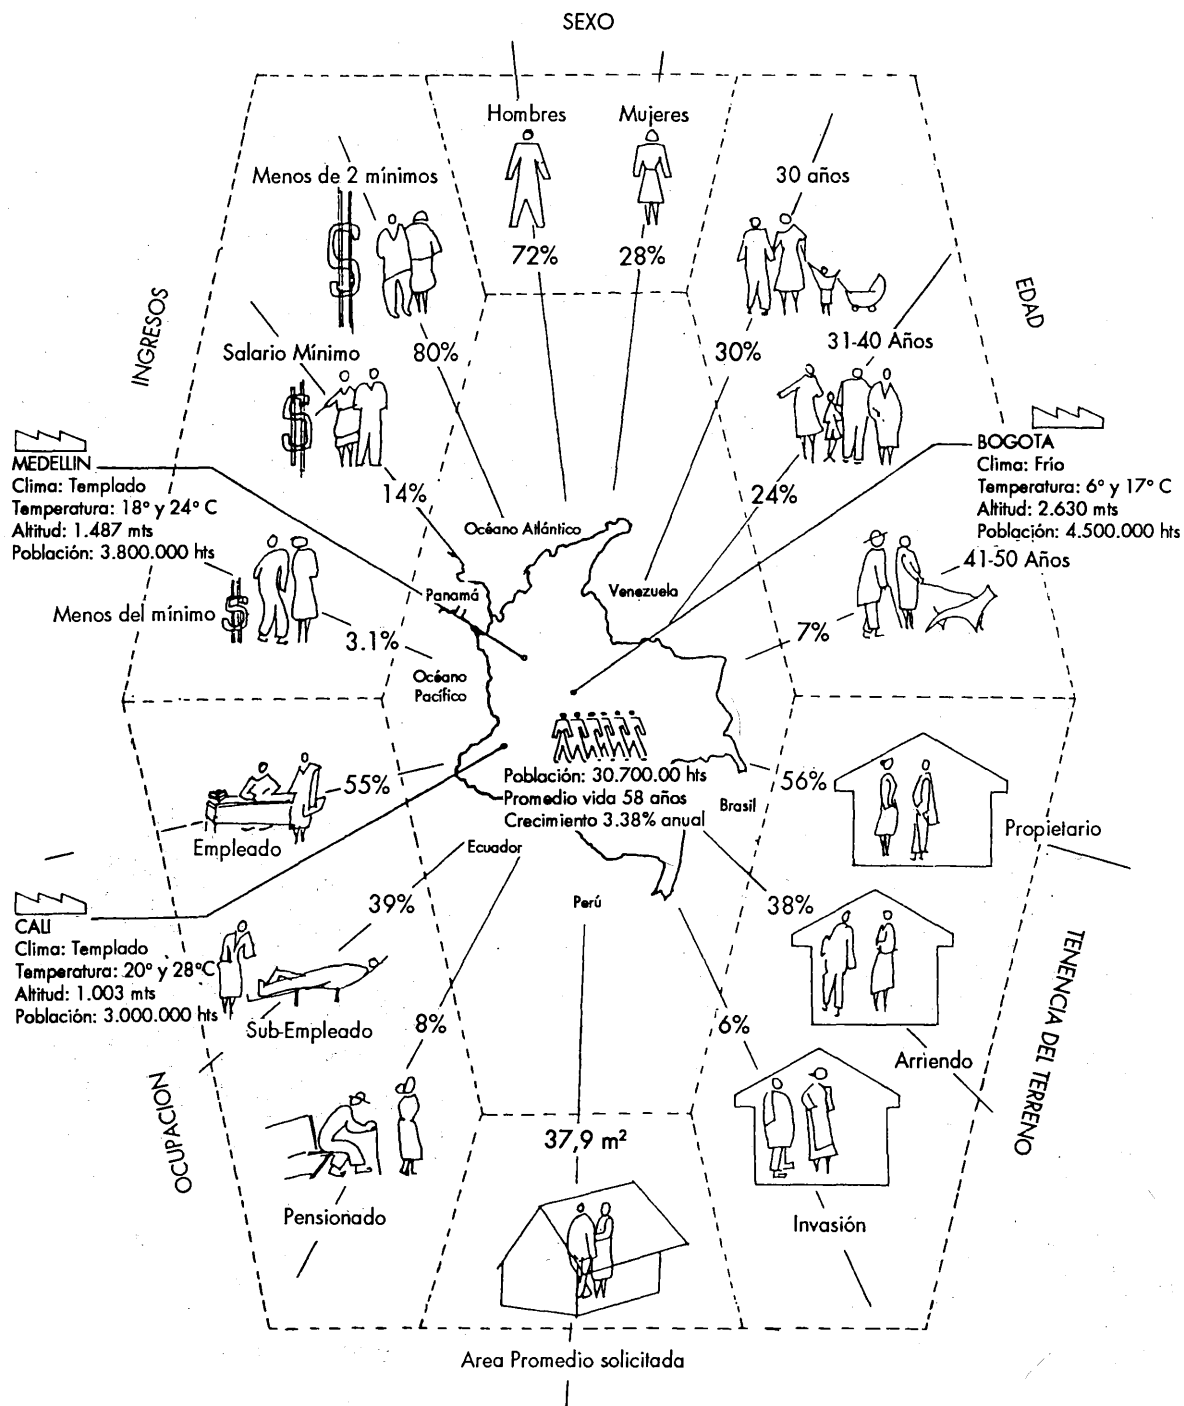 SEXO
Hombres
Mujeres
72%
28%
Menos de 2 mínimos
80%
Salario Mínimo
14%
Menos del mínimo
3.1%
INGRESOS
30 años
30%
31-40 Años
24%
41-50 Años
7%
EDAD
MEDELLIN
Clima: Templado
Temperatura: 18° y 24° C
Altitud: 1.487 mts
Población: 3.800.000 hts
BOGOTA
Clima: Frío
Temperatura: 6° y 17° C
Altitud: 2.630 mts
Población: 4.500.000 hts
Océano Atlántico
Panamá
Venezuela
Océano
Pacífico
Población: 30.700.00 hts
Promedio vida 58 años
Crecimiento 3.38% anual
Brasil
Ecuador
Perú
55%
Empleado
39%
Sub-Empleado
8%
Pensionado
OCUPACION
CALI
Clima: Templado
Temperatura: 20° y 28°C
Altitud: 1.003 mts
Población: 3.000.000 hts
56%
Propietario
38%
Arriendo
6%
Invasión
TENENCIA DEL TERRENO
37,9 m²
Area Promedio solicitada